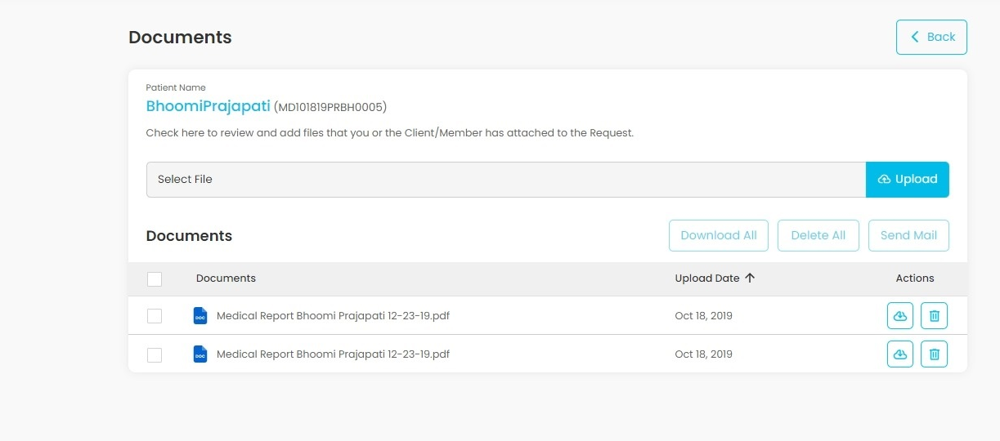 Documents
Back
Patient Name
BhoomiPrajapati (MD101819PRBH0005)
Check here to review and add files that you or the Client/Member has attached to the Request.
Select File
Upload
Documents
Download All
Delete All
Send Mail
Documents Upload Date Actions
DOC Medical Report Bhoomi Prajapati 12-23-19.pdf Oct 18, 2019
DOC Medical Report Bhoomi Prajapati 12-23-19.pdf Oct 18, 2019